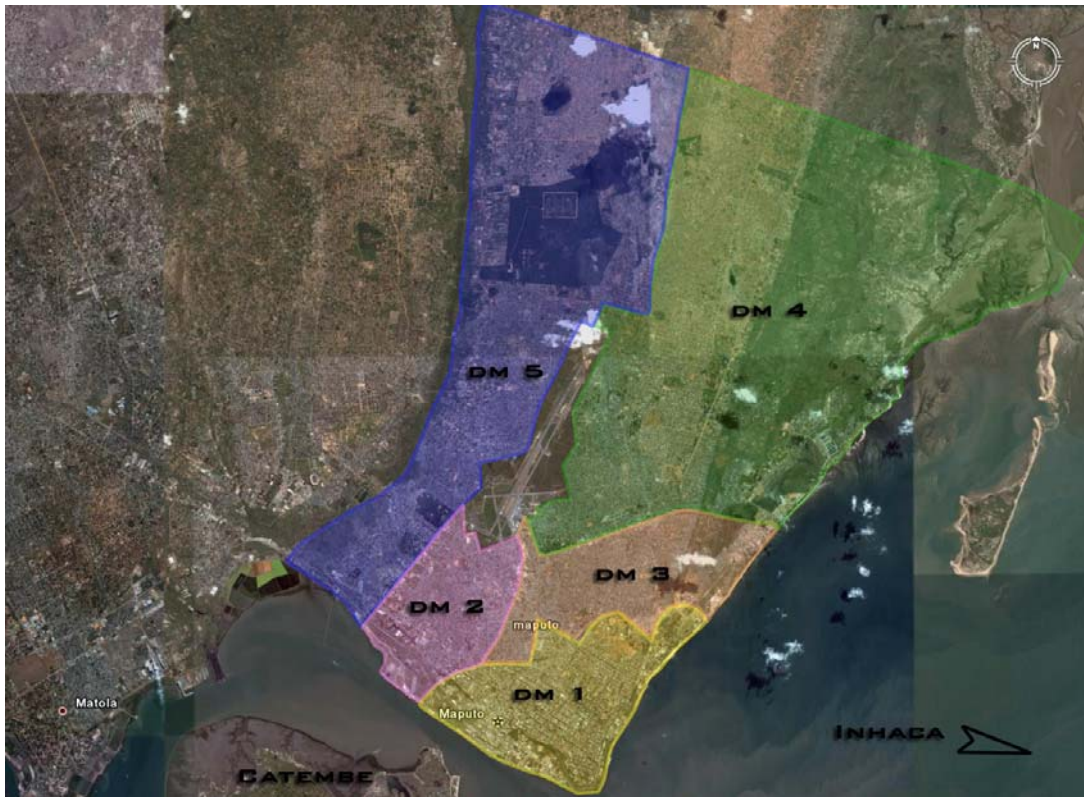 N
DM 4
DM 5
DM 3
DM 2
maputo
DM 1
Matola
Maputo
INHACA
CATEMBE